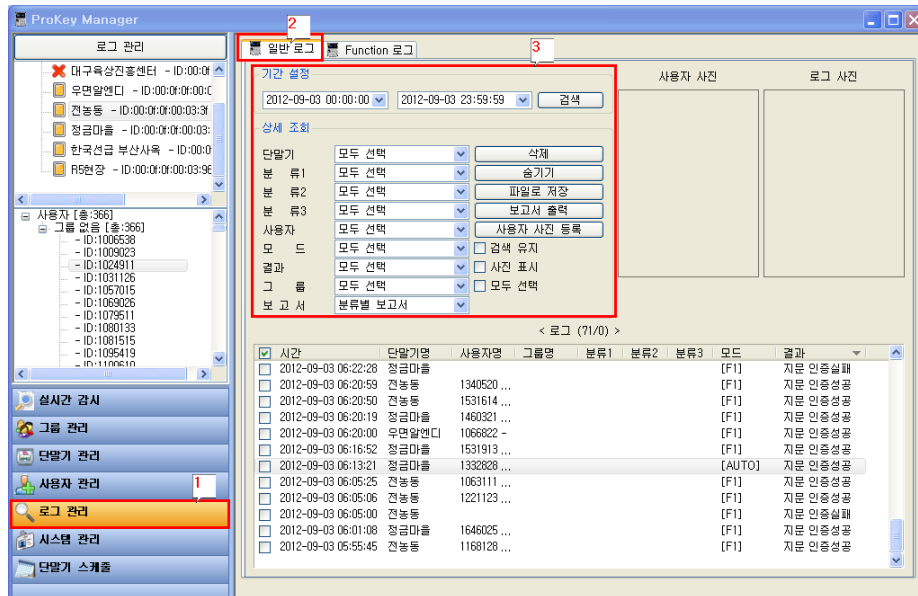 ProKey Manager
로그 관리
대구육상진흥센터 - ID:00:0f
우면알엔디 - ID:00:0f:0f:00:0
전농동 - ID:00:0f:0f:00:03:3f
정금마을 - ID:00:0f:0f:00:03:
한국선급 부산사옥 - ID:00:0
R5현장 - ID:00:0f:0f:00:03:96
사용자 [총:366]
그룹 없음 [총:366]
- ID:1006538
- ID:1009023
- ID:1024911
- ID:1031126
- ID:1057015
- ID:1069026
- ID:1079511
- ID:1080133
- ID:1081515
- ID:1095419
- ID:1100610
실시간 감시
그룹 관리
단말기 관리
사용자 관리
1
로그 관리
시스템 관리
단말기 스케줄
2
일반 로그
Function 로그
3
기간 설정
2012-09-03 00:00:00
2012-09-03 23:59:59
검색
상세 조회
단말기 모두 선택 삭제
분 류1 모두 선택 숨기기
분 류2 모두 선택 파일로 저장
분 류3 모두 선택 보고서 출력
사용자 모두 선택 사용자 사진 등록
모 드 모두 선택 검색 유지
결과 모두 선택 사진 표시
그 룹 모두 선택 모두 선택
보 고 서 분류별 보고서
사용자 사진
로그 사진
< 로그 (71/0) >
시간 단말기명 사용자명 그룹명 분류1 분류2 분류3 모드 결과
2012-09-03 06:22:28 정금마을 [F1] 지문 인증실패
2012-09-03 06:20:59 전농동 1340520 ... [F1] 지문 인증성공
2012-09-03 06:20:50 전농동 1531614 ... [F1] 지문 인증성공
2012-09-03 06:20:19 정금마을 1460321 ... [F1] 지문 인증성공
2012-09-03 06:20:00 우면알엔디 1066822 - [F1] 지문 인증성공
2012-09-03 06:16:52 정금마을 1531913 ... [F1] 지문 인증성공
2012-09-03 06:13:21 정금마을 1332828 ... [AUTO] 지문 인증성공
2012-09-03 06:05:25 전농동 1063111 ... [F1] 지문 인증성공
2012-09-03 06:05:06 전농동 1221123 ... [F1] 지문 인증성공
2012-09-03 06:05:00 전농동 [F1] 지문 인증실패
2012-09-03 06:01:08 정금마을 1646025 ... [F1] 지문 인증성공
2012-09-03 05:55:45 전농동 1168128 ... [F1] 지문 인증성공